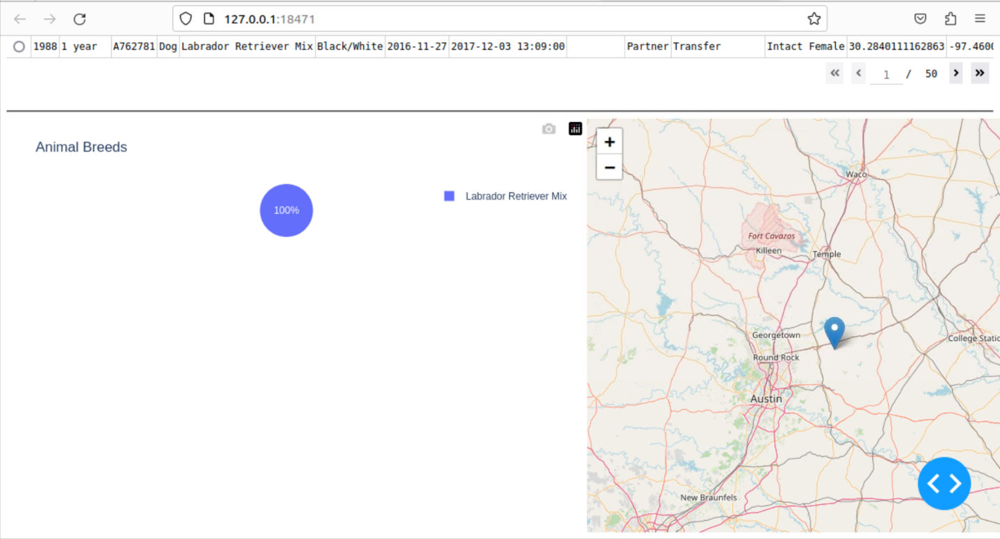 127.0.0.1:18471
1988 1 year A762781 Dog Labrador Retriever Mix Black/White 2016-11-27 2017-12-03 13:09:00 Partner Transfer Intact Female 30.2840111162863 -97.4600
« ‹ 1 / 50 › »
Animal Breeds
Labrador Retriever Mix
100%
+
−
Waco
Fort Cavazos
Killeen
Temple
Georgetown
College Static
Round Rock
Austin
New Braunfels